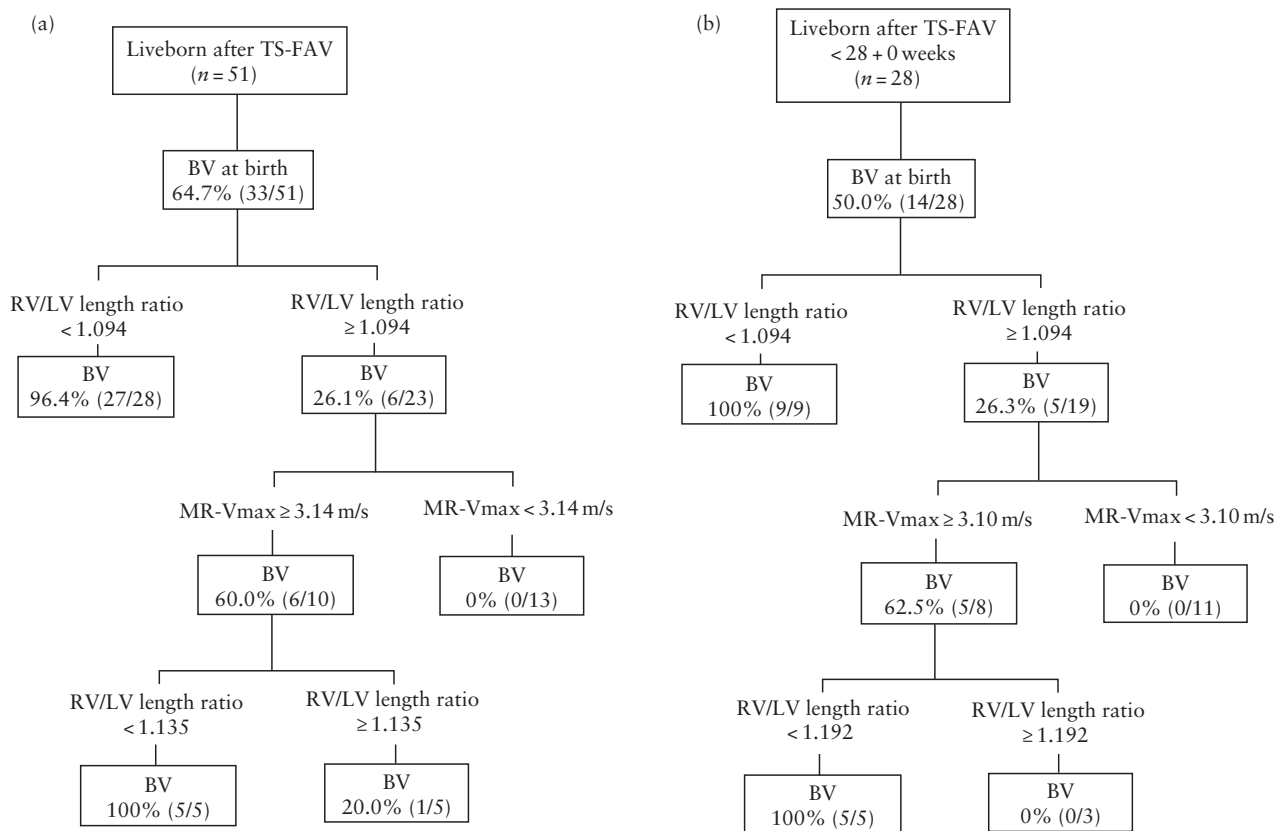 (a)
Liveborn after TS-FAV
(n = 51)
BV at birth
64.7% (33/51)
RV/LV length ratio
< 1.094
RV/LV length ratio
≥ 1.094
BV
96.4% (27/28)
BV
26.1% (6/23)
MR-Vmax ≥ 3.14 m/s
MR-Vmax < 3.14 m/s
BV
60.0% (6/10)
BV
0% (0/13)
RV/LV length ratio
< 1.135
RV/LV length ratio
≥ 1.135
BV
100% (5/5)
BV
20.0% (1/5)
(b)
Liveborn after TS-FAV
< 28 + 0 weeks
(n = 28)
BV at birth
50.0% (14/28)
RV/LV length ratio
< 1.094
RV/LV length ratio
≥ 1.094
BV
100% (9/9)
BV
26.3% (5/19)
MR-Vmax ≥ 3.10 m/s
MR-Vmax < 3.10 m/s
BV
62.5% (5/8)
BV
0% (0/11)
RV/LV length ratio
< 1.192
RV/LV length ratio
≥ 1.192
BV
100% (5/5)
BV
0% (0/3)